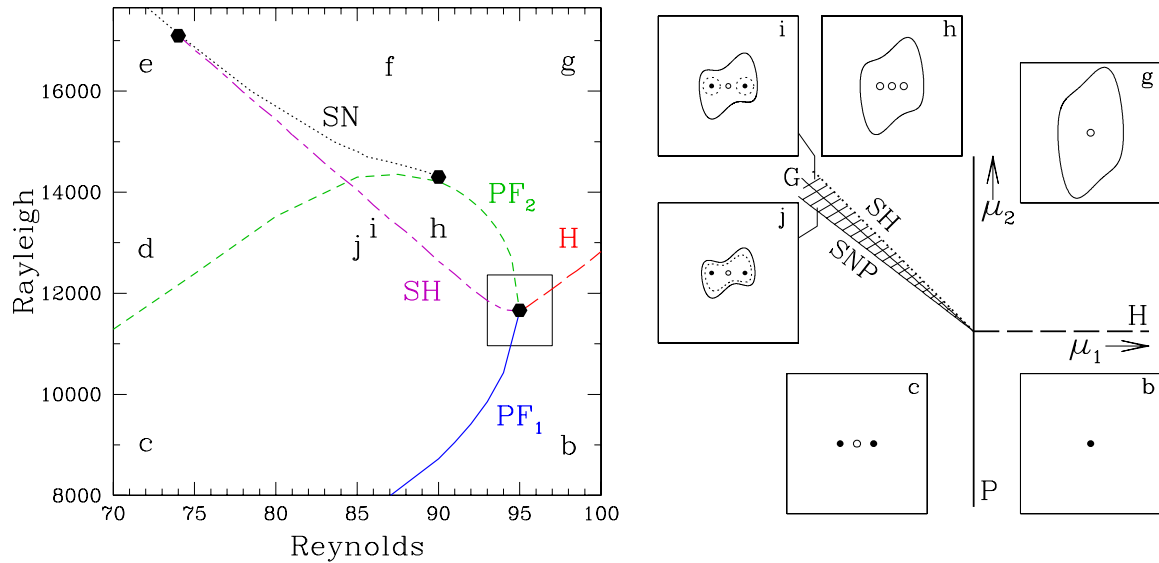 e
f
g
16000
SN
14000
PF2
Rayleigh
d
j
i
h
H
12000
SH
10000
PF1
c
b
8000
70
75
80
85
90
95
100
Reynolds
i
h
g
G
SH
μ2
j
SNP
H
μ1
c
b
P